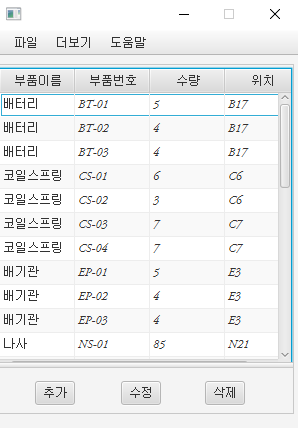 파일 더보기 도움말
부품이름 부품번호 수량 위치
배터리 BT-01 5 B17
배터리 BT-02 4 B17
배터리 BT-03 4 B17
코일스프링 CS-01 6 C6
코일스프링 CS-02 3 C6
코일스프링 CS-03 7 C7
코일스프링 CS-04 7 C7
배기관 EP-01 5 E3
배기관 EP-02 4 E3
배기관 EP-03 4 E3
나사 NS-01 85 N21
추가 수정 삭제